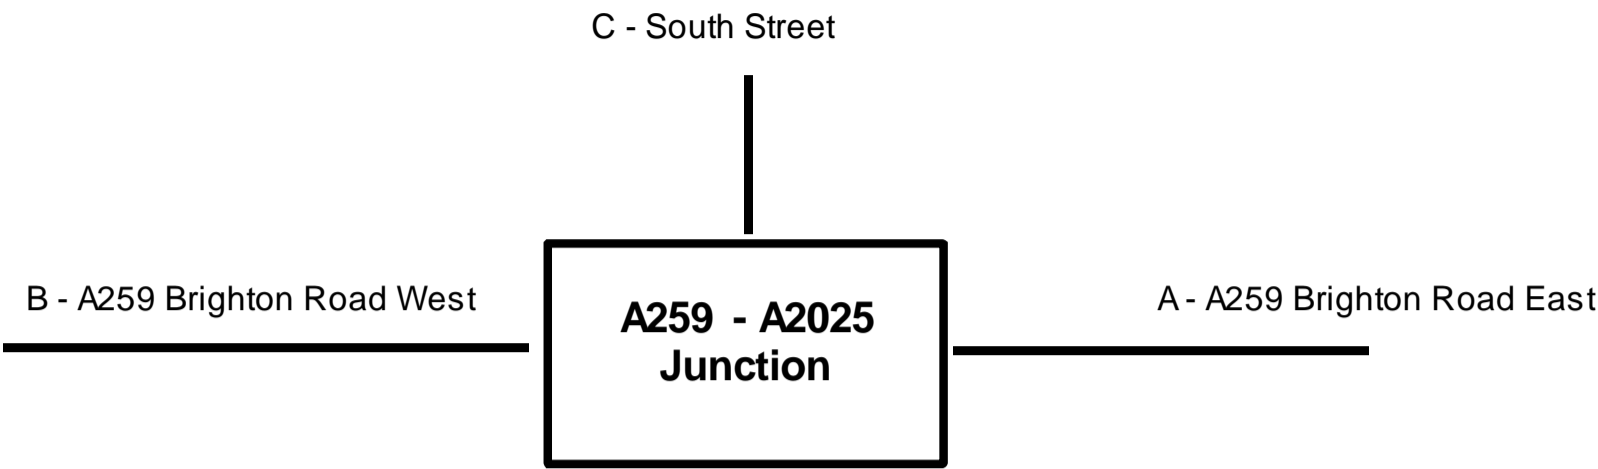 C - South Street
B - A259 Brighton Road West
A259 - A2025
Junction
A - A259 Brighton Road East